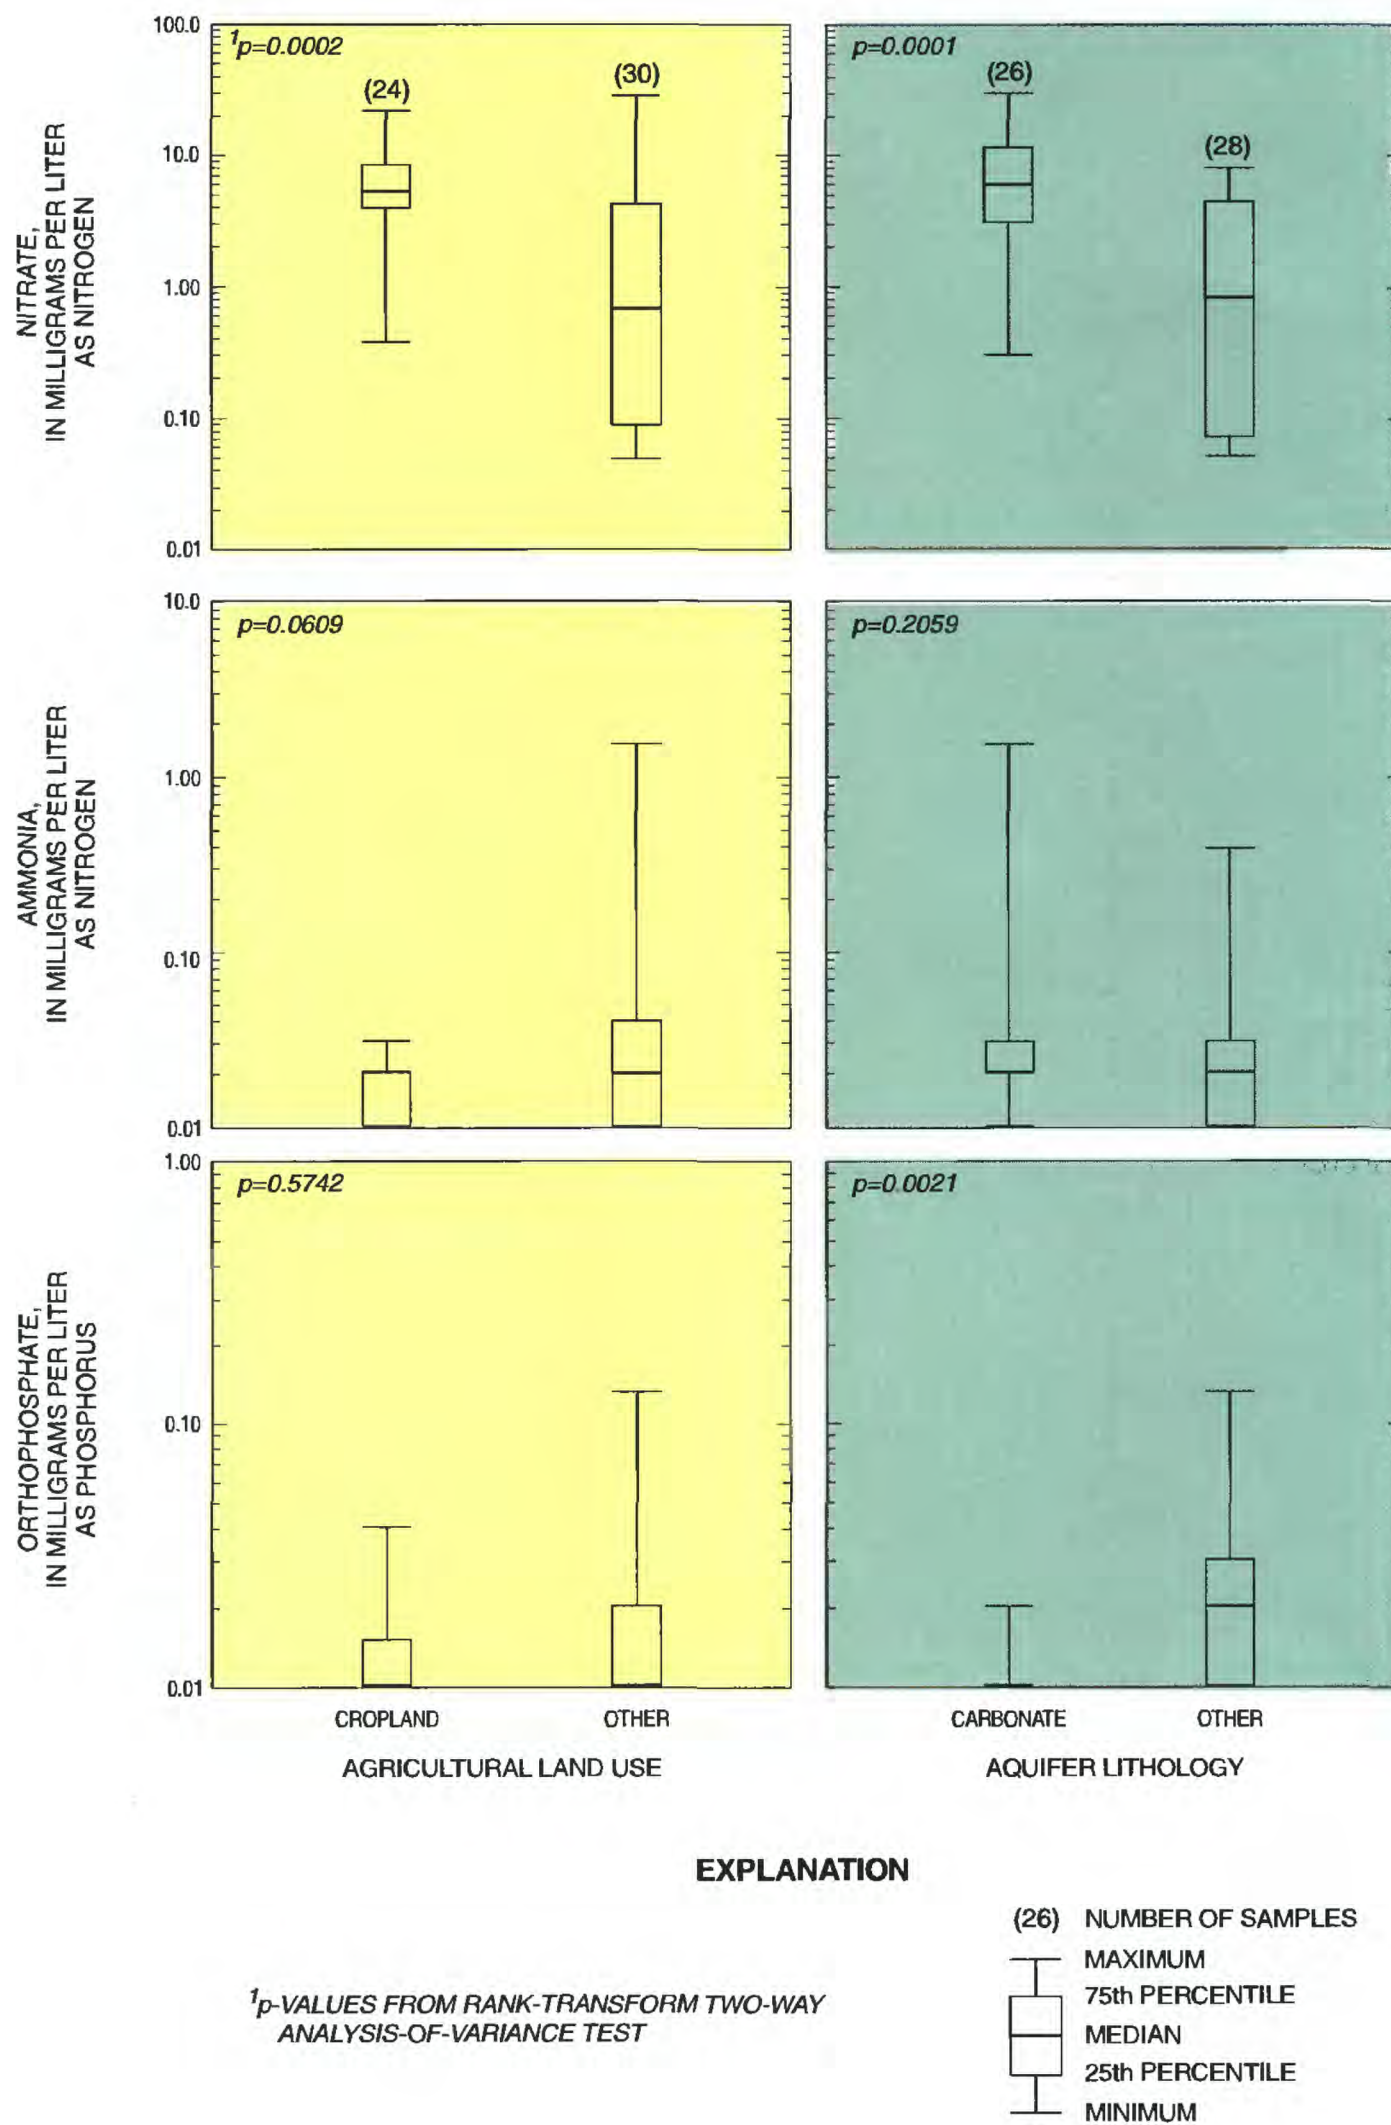 NITRATE,
IN MILLIGRAMS PER LITER
AS NITROGEN
100.0
10.0
1.00
0.10
0.01
1p=0.0002
(24)
(30)
p=0.0001
(26)
(28)
AMMONIA,
IN MILLIGRAMS PER LITER
AS NITROGEN
10.0
1.00
0.10
0.01
p=0.0609
p=0.2059
ORTHOPHOSPHATE,
IN MILLIGRAMS PER LITER
AS PHOSPHORUS
1.00
0.10
0.01
p=0.5742
p=0.0021
CROPLAND
OTHER
CARBONATE
OTHER
AGRICULTURAL LAND USE
AQUIFER LITHOLOGY
EXPLANATION
(26) NUMBER OF SAMPLES
MAXIMUM
75th PERCENTILE
MEDIAN
25th PERCENTILE
MINIMUM
1p-VALUES FROM RANK-TRANSFORM TWO-WAY
ANALYSIS-OF-VARIANCE TEST